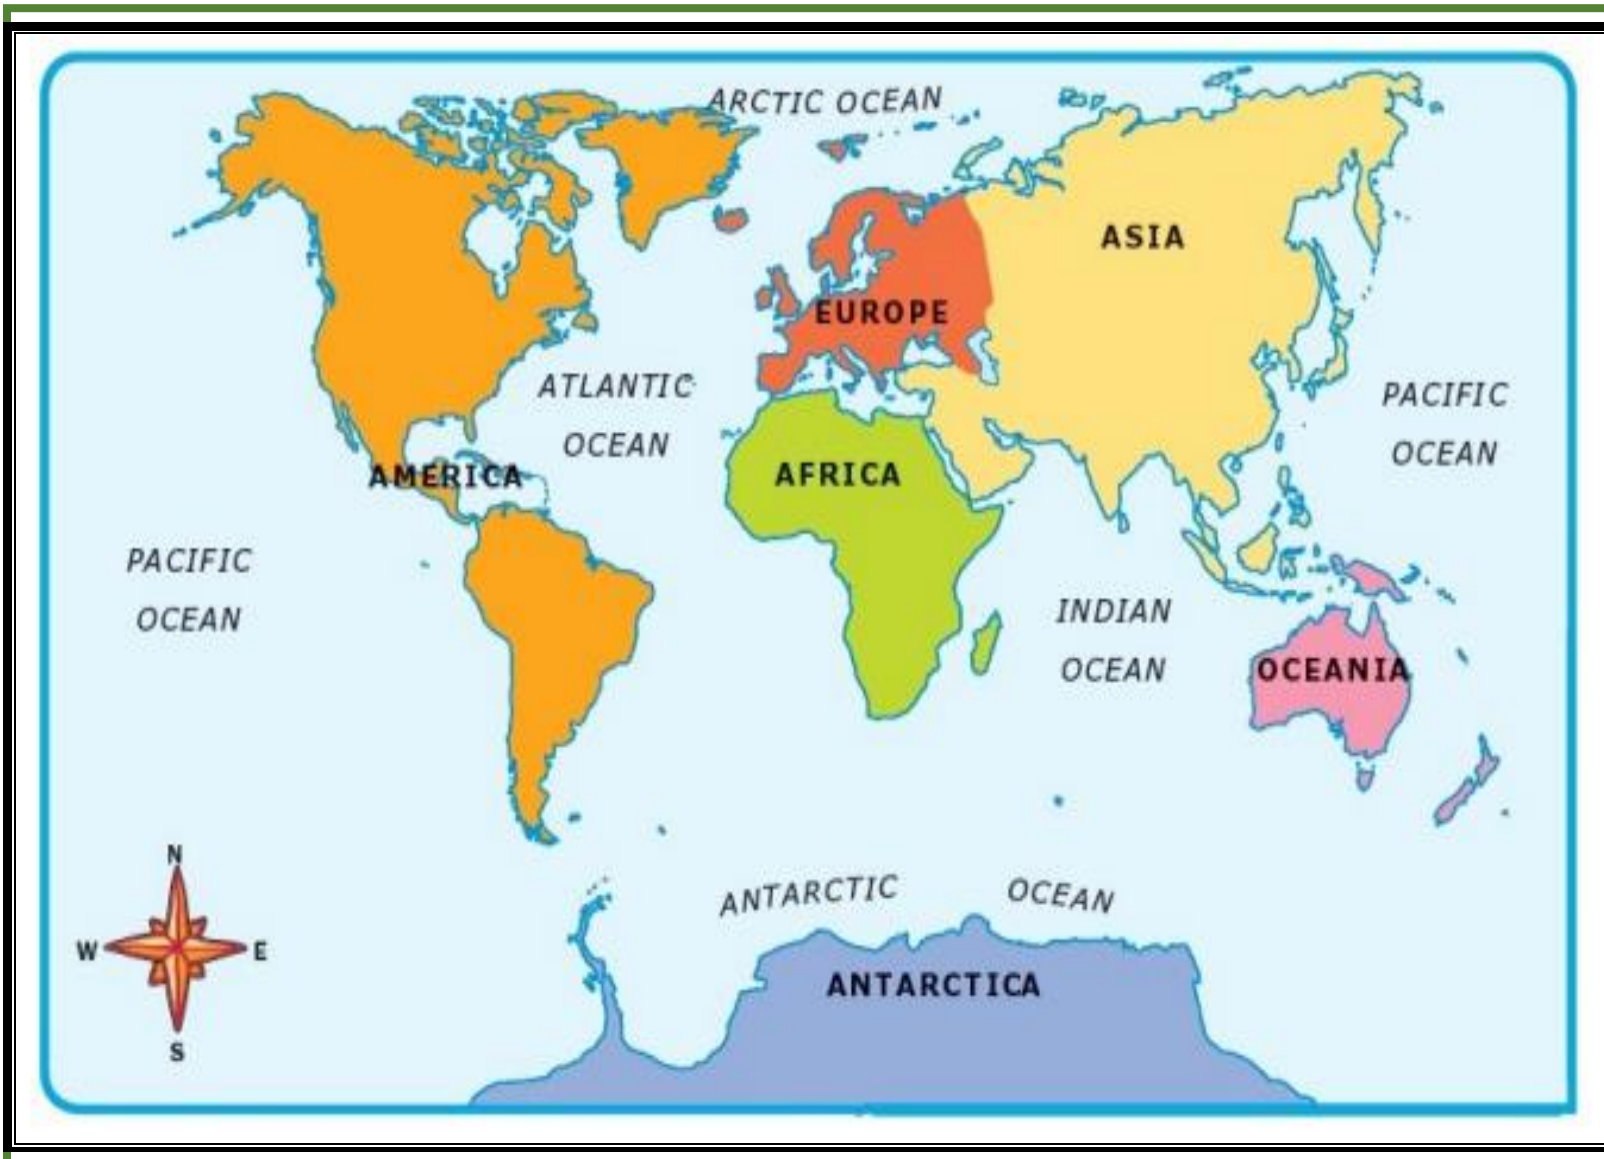 ARCTIC OCEAN
ASIA
EUROPE
ATLANTIC
OCEAN
PACIFIC
OCEAN
AMERICA
AFRICA
PACIFIC
OCEAN
INDIAN
OCEAN
OCEANIA
N
W
E
S
ANTARCTIC OCEAN
ANTARCTICA